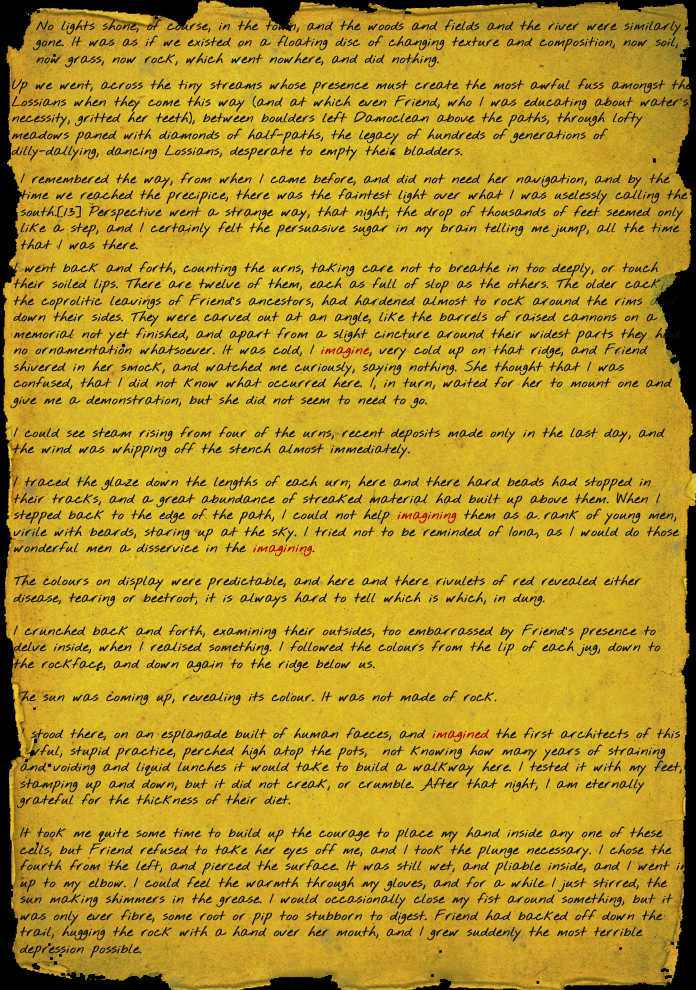 No lights shone, of course, in the town, and the woods and fields and the river were similarly
gone. It was as if we existed on a floating disc of changing texture and composition, now soil,
now grass, now rock, which went nowhere, and did nothing.
Up we went, across the tiny streams whose presence must create the most awful fuss amongst the
Lossians when they come this way (and at which even Friend, who I was educating about water's
necessity, gritted her teeth), between boulders left Damoclean above the paths, through lofty
meadows paned with diamonds of half-paths, the legacy of hundreds of generations of
dilly-dallying, dancing Lossians, desperate to empty their bladders.
I remembered the way, from when I came before, and did not need her navigation, and by the
time we reached the precipice, there was the faintest light over what I was uselessly calling the
south.[13] Perspective went a strange way, that night, the drop of thousands of feet seemed only
like a step, and I certainly felt the persuasive sugar in my brain telling me jump, all the time
that I was there.
I went back and forth, counting the urns, taking care not to breathe in too deeply, or touch
their soiled lips. There are twelve of them, each as full of slop as the others. The older cack,
the coprolitic leavings of Friend's ancestors, had hardened almost to rock around the rims
down their sides. They were carved out at an angle, like the barrels of raised cannons on a
memorial not yet finished, and apart from a slight cincture around their widest parts they
no ornamentation whatsoever. It was cold, I imagine, very cold up on that ridge, and Friend
shivered in her smock, and watched me curiously, saying nothing. She thought that I was
confused, that I did not know what occurred here. I, in turn, waited for her to mount one and
give me a demonstration, but she did not seem to need to go.
I could see steam rising from four of the urns, recent deposits made only in the last day, and
the wind was whipping off the stench almost immediately.
I traced the glaze down the lengths of each urn; here and there hard beads had stopped in
their tracks, and a great abundance of streaked material had built up above them. When I
stepped back to the edge of the path, I could not help imagining them as a rank of young men,
virile with beards, staring up at the sky. I tried not to be reminded of Iona, as I would do those
wonderful men a disservice in the imagining.
The colours on display were predictable, and here and there rivulets of red revealed either
disease, tearing or beetroot; it is always hard to tell which is which, in dung.
I crunched back and forth, examining their outsides, too embarrassed by Friend's presence to
delve inside, when I realised something. I followed the colours from the lip of each jug, down to
the rockface, and down again to the ridge below us.
The sun was coming up, revealing its colour. It was not made of rock.
I stood there, on an esplanade built of human faeces, and imagined the first architects of this
awful, stupid practice, perched high atop the pots, not knowing how many years of straining
and voiding and liquid lunches it would take to build a walkway here. I tested it with my feet,
stamping up and down, but it did not creak, or crumble. After that night, I am eternally
grateful for the thickness of their diet.
It took me quite some time to build up the courage to place my hand inside any one of these
cells, but Friend refused to take her eyes off me, and I took the plunge necessary. I chose the
fourth from the left, and pierced the surface. It was still wet, and pliable inside, and I went in
up to my elbow. I could feel the warmth through my gloves, and for a while I just stirred, the
sun making shimmers in the grease. I would occasionally close my fist around something, but it
was only ever fibre, some root or pip too stubborn to digest. Friend had backed off down the
trail, hugging the rock with a hand over her mouth, and I grew suddenly the most terrible
depression possible.